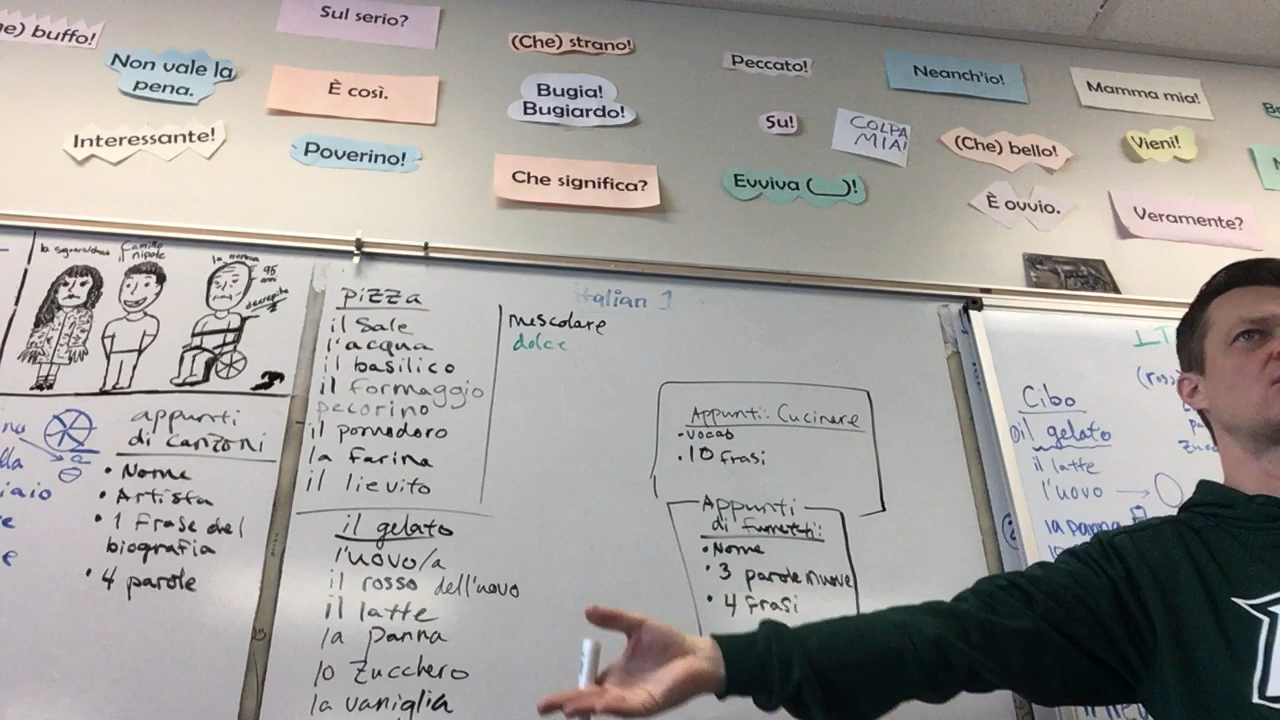 buffo!
Sul serio?
(Che) strano!
Peccato!
Neanch'io!
Mamma mia!
Non vale la
pena.
È così.
Bugia!
Bugiardo!
Su!
COLPA
MIA!
(Che) bello!
Vieni!
Interessante!
Poverino!
Che significa?
Evviva (__)!
È ovvio.
Veramente?
il nipote
la nonna
95
anni
decrepita
appunti
di canzoni
• Nome
• Artista
• 1 Frase del
biografia
• 4 parole
pizza
il sale
l'acqua
il basilico
il formaggio
pecorino
il pomodoro
la farina
il lievito
il gelato
l'uovo/a
il rosso dell'uovo
il latte
la panna
lo zucchero
la vaniglia
mescolare
dolce
Italian 1
Appunti: Cucinare
• vocab
• 10 frasi
Appunti
di fumetti:
• Nome
• 3 parole nuove
• 4 frasi
Cibo
il gelato
il latte
l'uovo
la panna